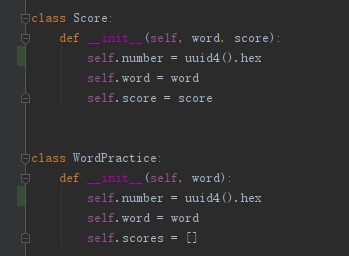 class Score:
    def __init__(self, word, score):
        self.number = uuid4().hex
        self.word = word
        self.score = score
class WordPractice:
    def __init__(self, word):
        self.number = uuid4().hex
        self.word = word
        self.scores = []